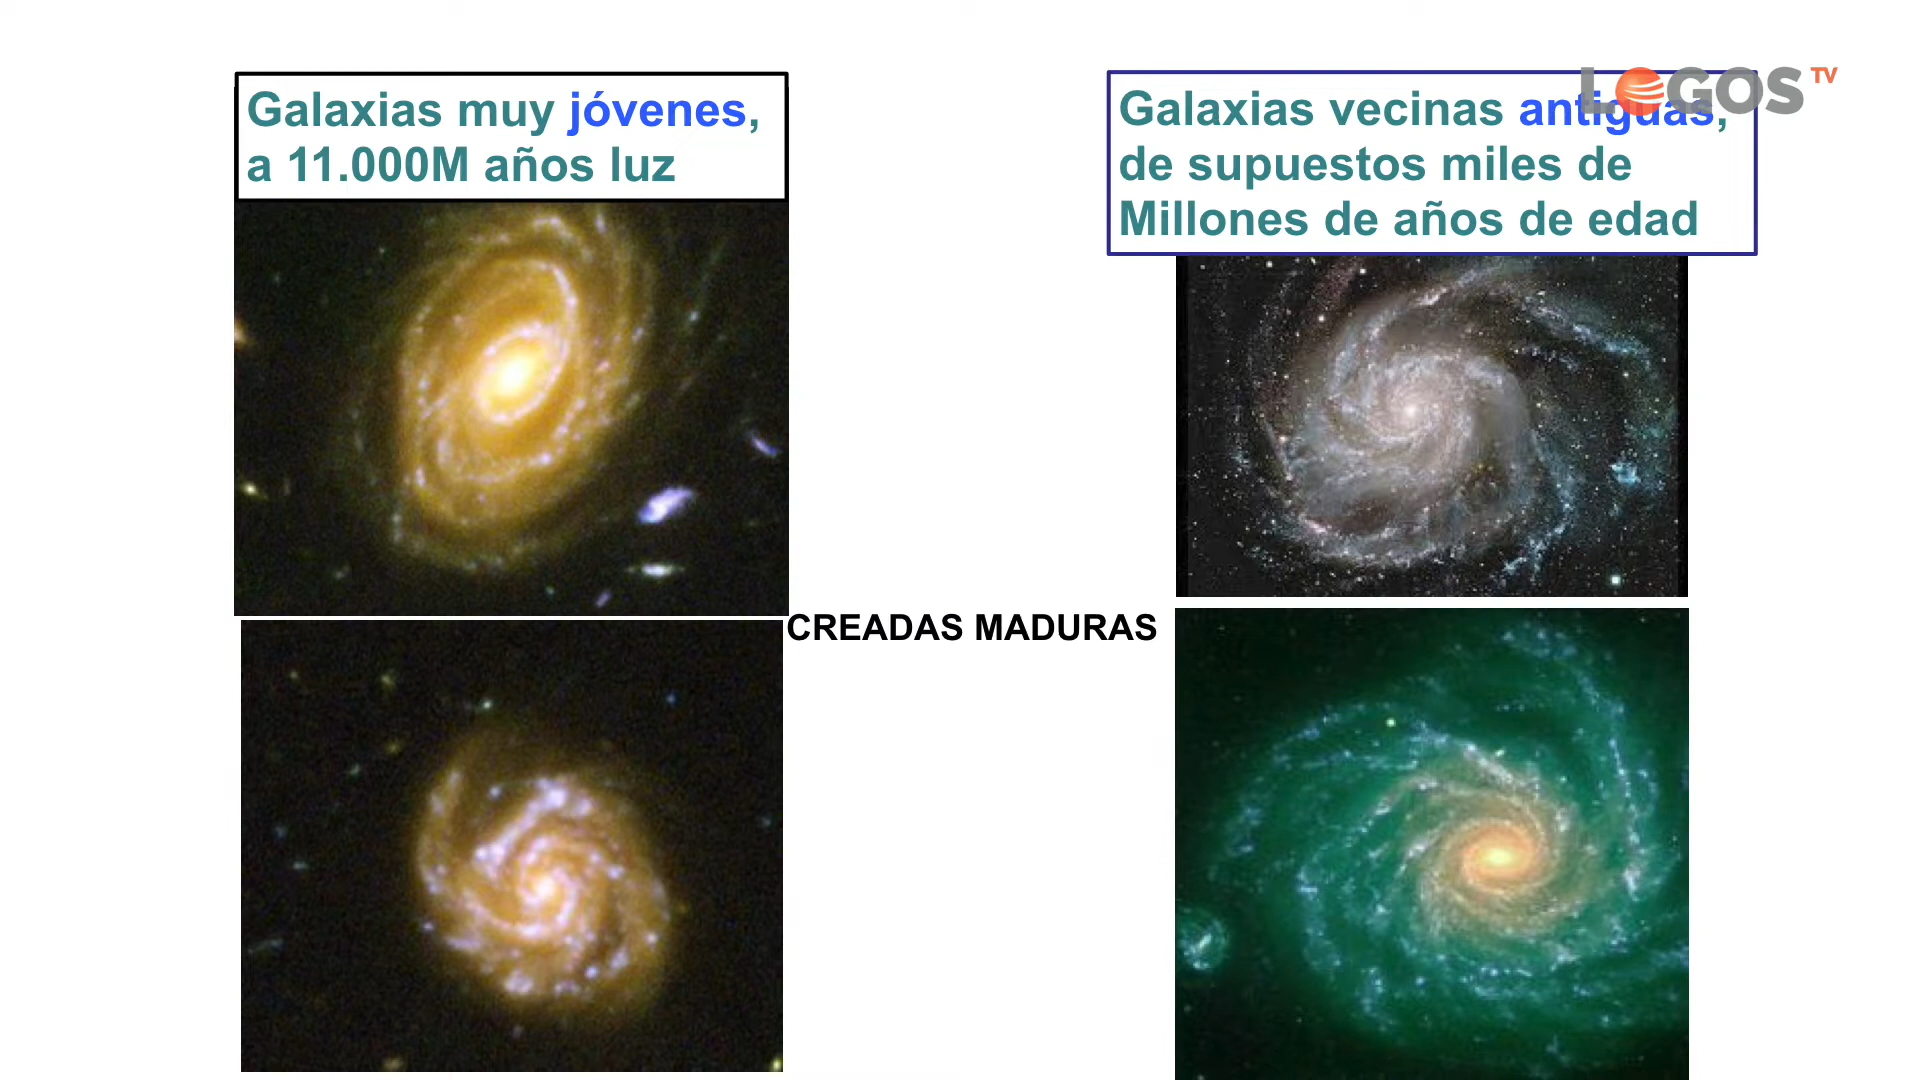 Galaxias muy jóvenes,
a 11.000M años luz
Galaxias vecinas antiguas,
de supuestos miles de
Millones de años de edad
LOGOS TV
CREADAS MADURAS